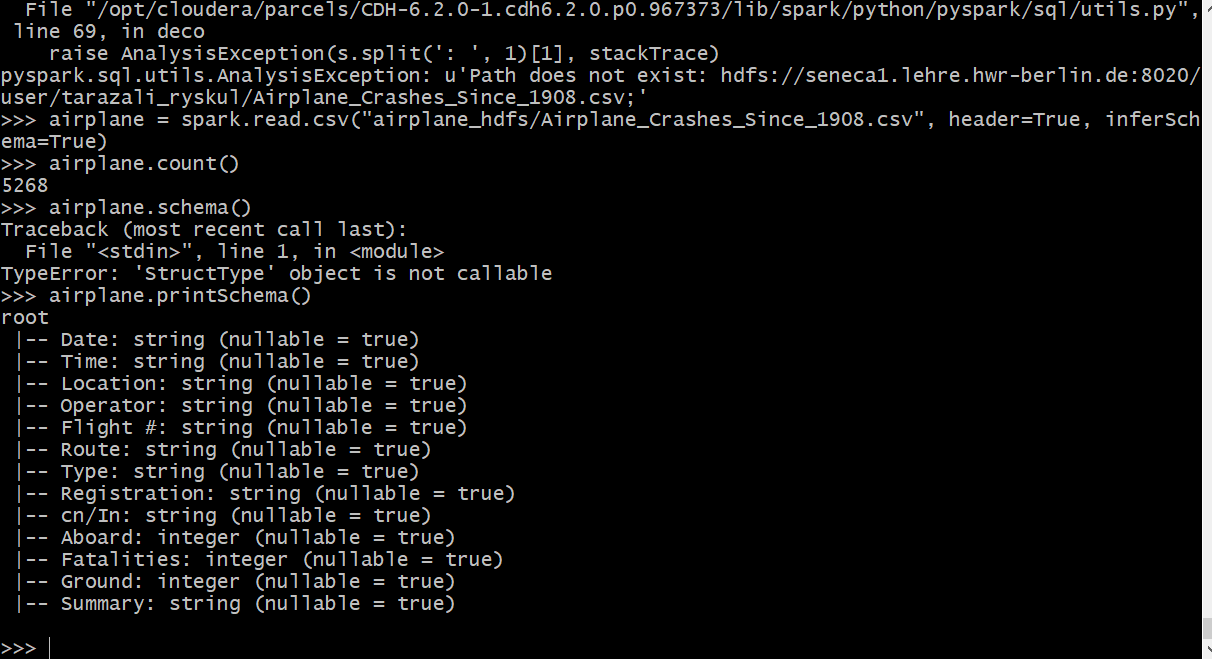 File "/opt/cloudera/parcels/CDH-6.2.0-1.cdh6.2.0.p0.967373/lib/spark/python/pyspark/sql/utils.py",
 line 69, in deco
    raise AnalysisException(s.split(': ', 1)[1], stackTrace)
pyspark.sql.utils.AnalysisException: u'Path does not exist: hdfs://seneca1.lehre.hwr-berlin.de:8020/
user/tarazali_ryskul/Airplane_Crashes_Since_1908.csv;'
>>> airplane = spark.read.csv("airplane_hdfs/Airplane_Crashes_Since_1908.csv", header=True, inferSch
ema=True)
>>> airplane.count()
5268
>>> airplane.schema()
Traceback (most recent call last):
  File "<stdin>", line 1, in <module>
TypeError: 'StructType' object is not callable
>>> airplane.printSchema()
root
 |-- Date: string (nullable = true)
 |-- Time: string (nullable = true)
 |-- Location: string (nullable = true)
 |-- Operator: string (nullable = true)
 |-- Flight #: string (nullable = true)
 |-- Route: string (nullable = true)
 |-- Type: string (nullable = true)
 |-- Registration: string (nullable = true)
 |-- cn/In: string (nullable = true)
 |-- Aboard: integer (nullable = true)
 |-- Fatalities: integer (nullable = true)
 |-- Ground: integer (nullable = true)
 |-- Summary: string (nullable = true)

>>>